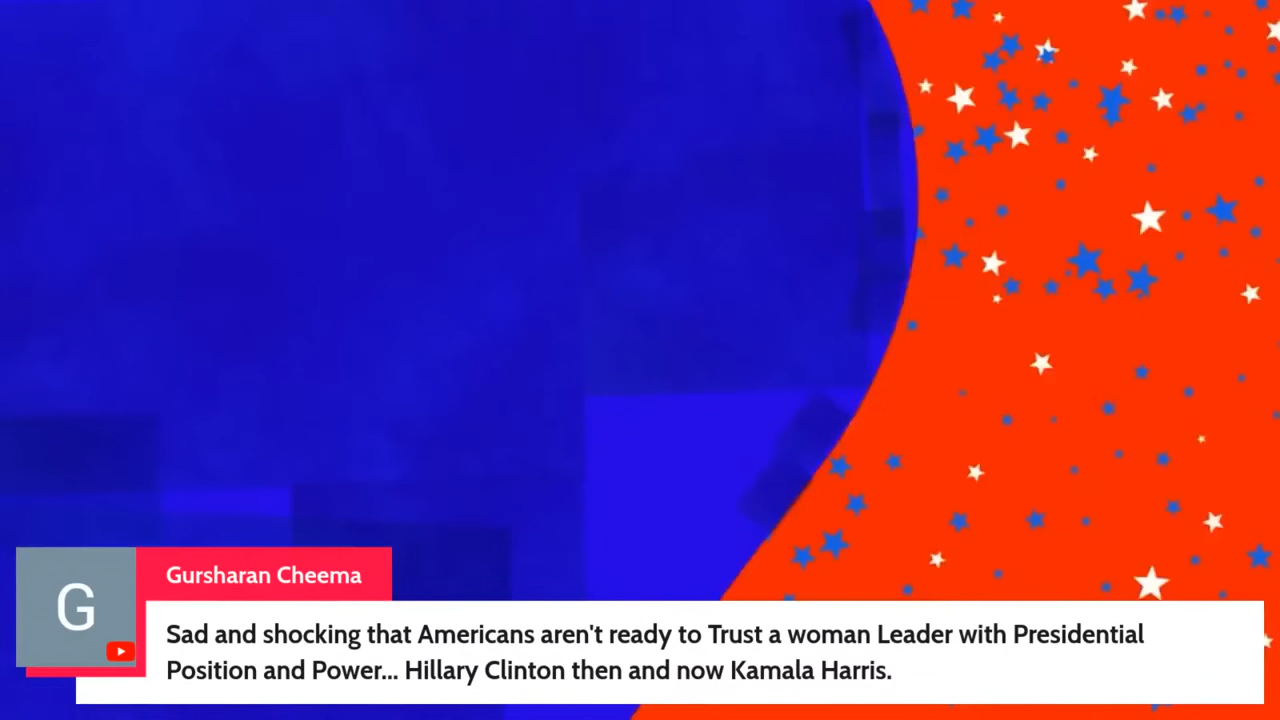 G
Gursharan Cheema
Sad and shocking that Americans aren't ready to Trust a woman Leader with Presidential
Position and Power... Hillary Clinton then and now Kamala Harris.